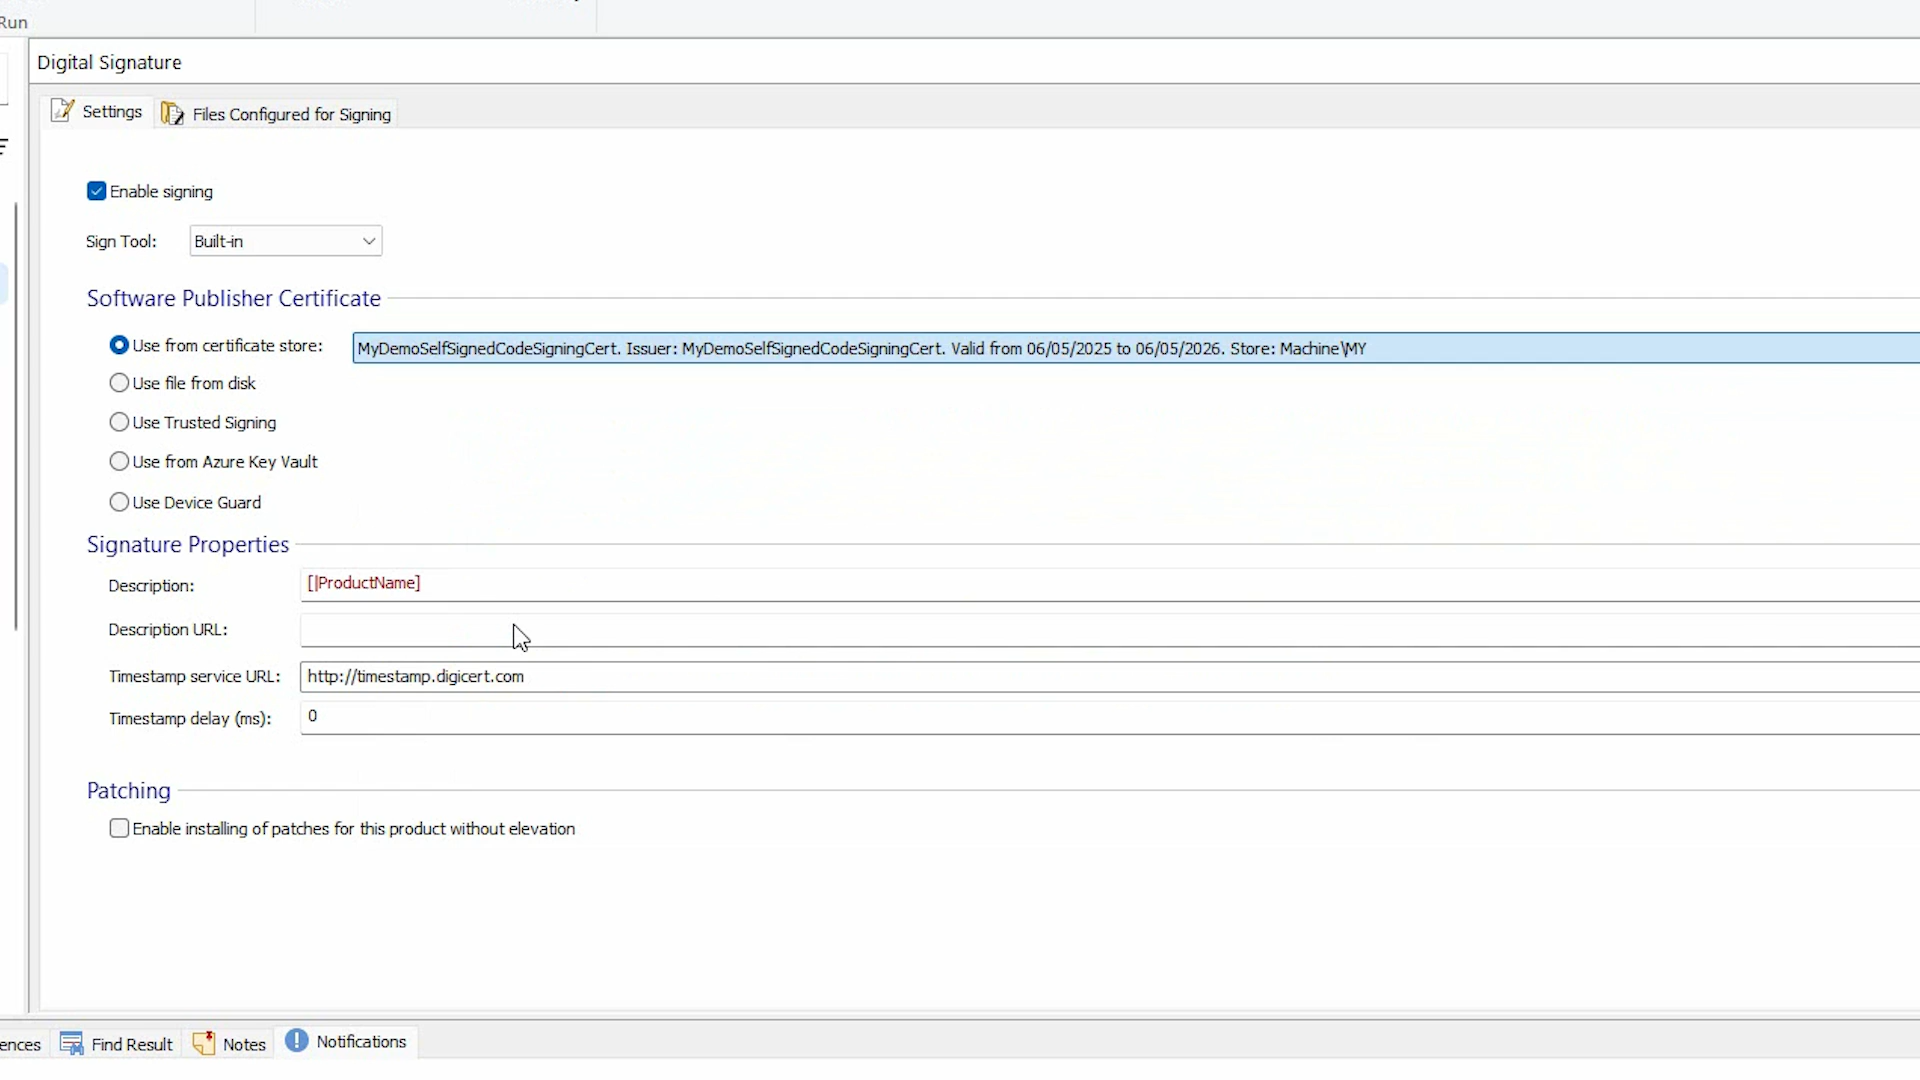 Run
Digital Signature
Settings
Files Configured for Signing
Enable signing
Sign Tool: Built-in
Software Publisher Certificate
Use from certificate store: MyDemoSelfSignedCodeSigningCert. Issuer: MyDemoSelfSignedCodeSigningCert. Valid from 06/05/2025 to 06/05/2026. Store: Machine\MY
Use file from disk
Use Trusted Signing
Use from Azure Key Vault
Use Device Guard
Signature Properties
Description: [|ProductName]
Description URL:
Timestamp service URL: http://timestamp.digicert.com
Timestamp delay (ms): 0
Patching
Enable installing of patches for this product without elevation
ences Find Result Notes Notifications